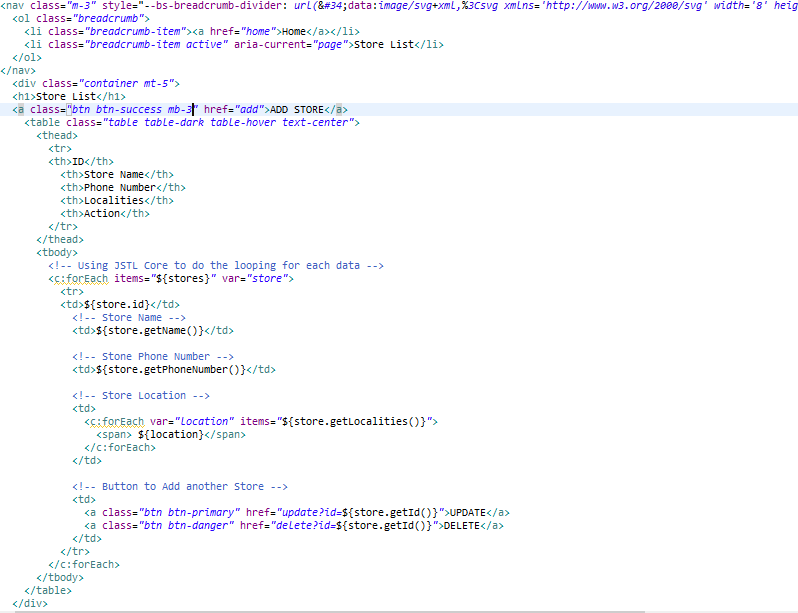 <nav class="m-3" style="--bs-breadcrumb-divider: url(&#34;data:image/svg+xml,%3Csvg xmlns='http://www.w3.org/2000/svg' width='8' heig
<ol class="breadcrumb">
<li class="breadcrumb-item"><a href="home">Home</a></li>
<li class="breadcrumb-item active" aria-current="page">Store List</li>
</ol>
</nav>
<div class="container mt-5">
<h1>Store List</h1>
<a class="btn btn-success mb-3" href="add">ADD STORE</a>
<table class="table table-dark table-hover text-center">
<thead>
<tr>
<th>ID</th>
<th>Store Name</th>
<th>Phone Number</th>
<th>Localities</th>
<th>Action</th>
</tr>
</thead>
<tbody>
<!-- Using JSTL Core to do the looping for each data -->
<c:forEach items="${stores}" var="store">
<tr>
<td>${store.id}</td>
<!-- Store Name -->
<td>${store.getName()}</td>
<!-- Stone Phone Number -->
<td>${store.getPhoneNumber()}</td>
<!-- Store Location -->
<td>
<c:forEach var="location" items="${store.getLocalities()}">
<span> ${location}</span>
</c:forEach>
</td>
<!-- Button to Add another Store -->
<td>
<a class="btn btn-primary" href="update?id=${store.getId()}">UPDATE</a>
<a class="btn btn-danger" href="delete?id=${store.getId()}">DELETE</a>
</td>
</tr>
</c:forEach>
</tbody>
</table>
</div>